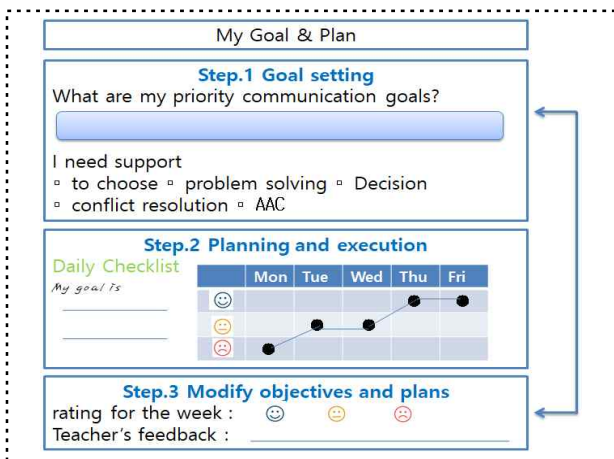 My Goal & Plan
Step.1 Goal setting
What are my priority communication goals?
I need support
▫ to choose ▫ problem solving ▫ Decision
▫ conflict resolution ▫ AAC
Step.2 Planning and execution
Daily Checklist
My goal is
Mon Tue Wed Thu Fri
Step.3 Modify objectives and plans
rating for the week :
Teacher's feedback :